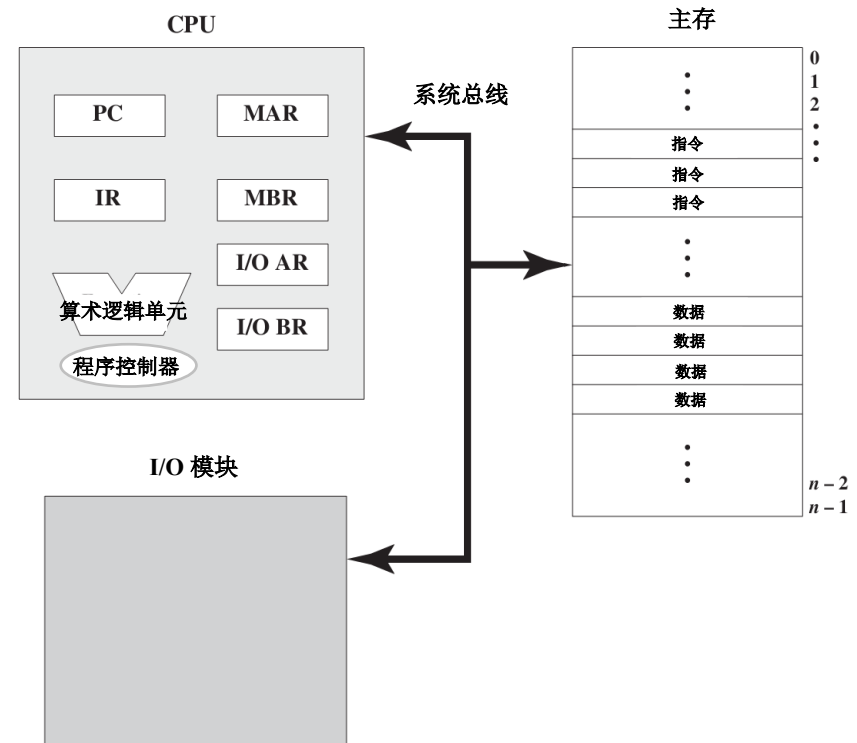 CPU
主存
PC
MAR
IR
MBR
I/O AR
算术逻辑单元
I/O BR
程序控制器
系统总线
0
1
2
指令
指令
指令
数据
数据
数据
数据
n – 2
n – 1
I/O 模块